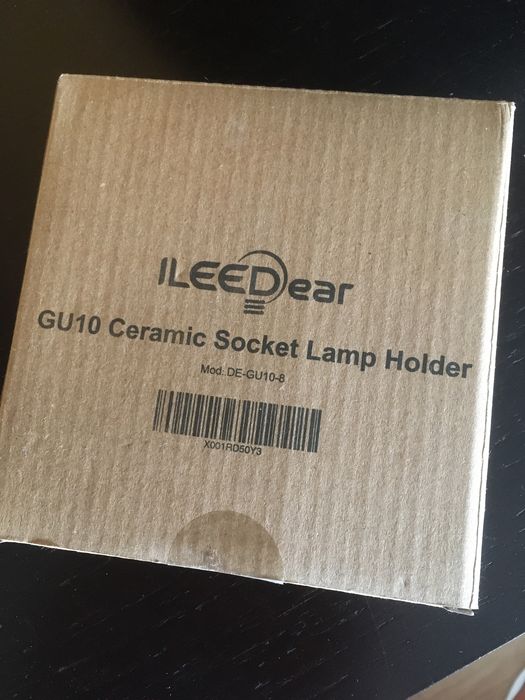 ILEEDear
GU10 Ceramic Socket Lamp Holder
Mod: DE-GU10-8
X001RD50Y3